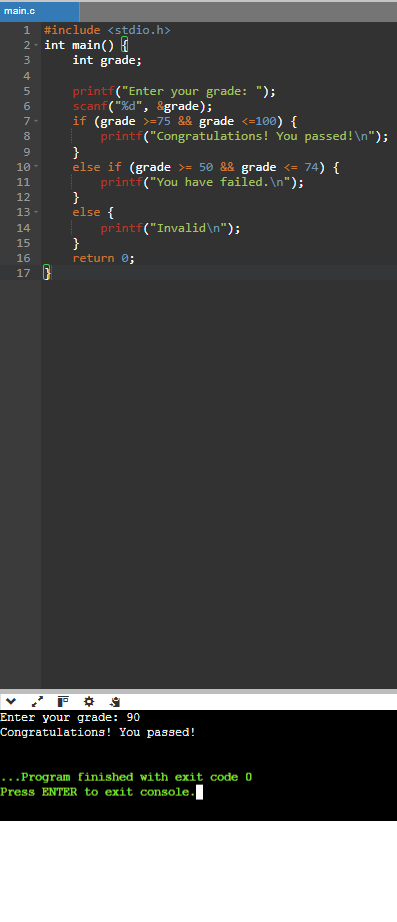 main.c
1 #include <stdio.h>
2 int main() {
3     int grade;
4
5     printf("Enter your grade: ");
6     scanf("%d", &grade);
7     if (grade >=75 && grade <=100) {
8         printf("Congratulations! You passed!\n");
9     }
10     else if (grade >= 50 && grade <= 74) {
11         printf("You have failed.\n");
12     }
13     else {
14         printf("Invalid\n");
15     }
16     return 0;
17 }
Enter your grade: 90
Congratulations! You passed!
...Program finished with exit code 0
Press ENTER to exit console.